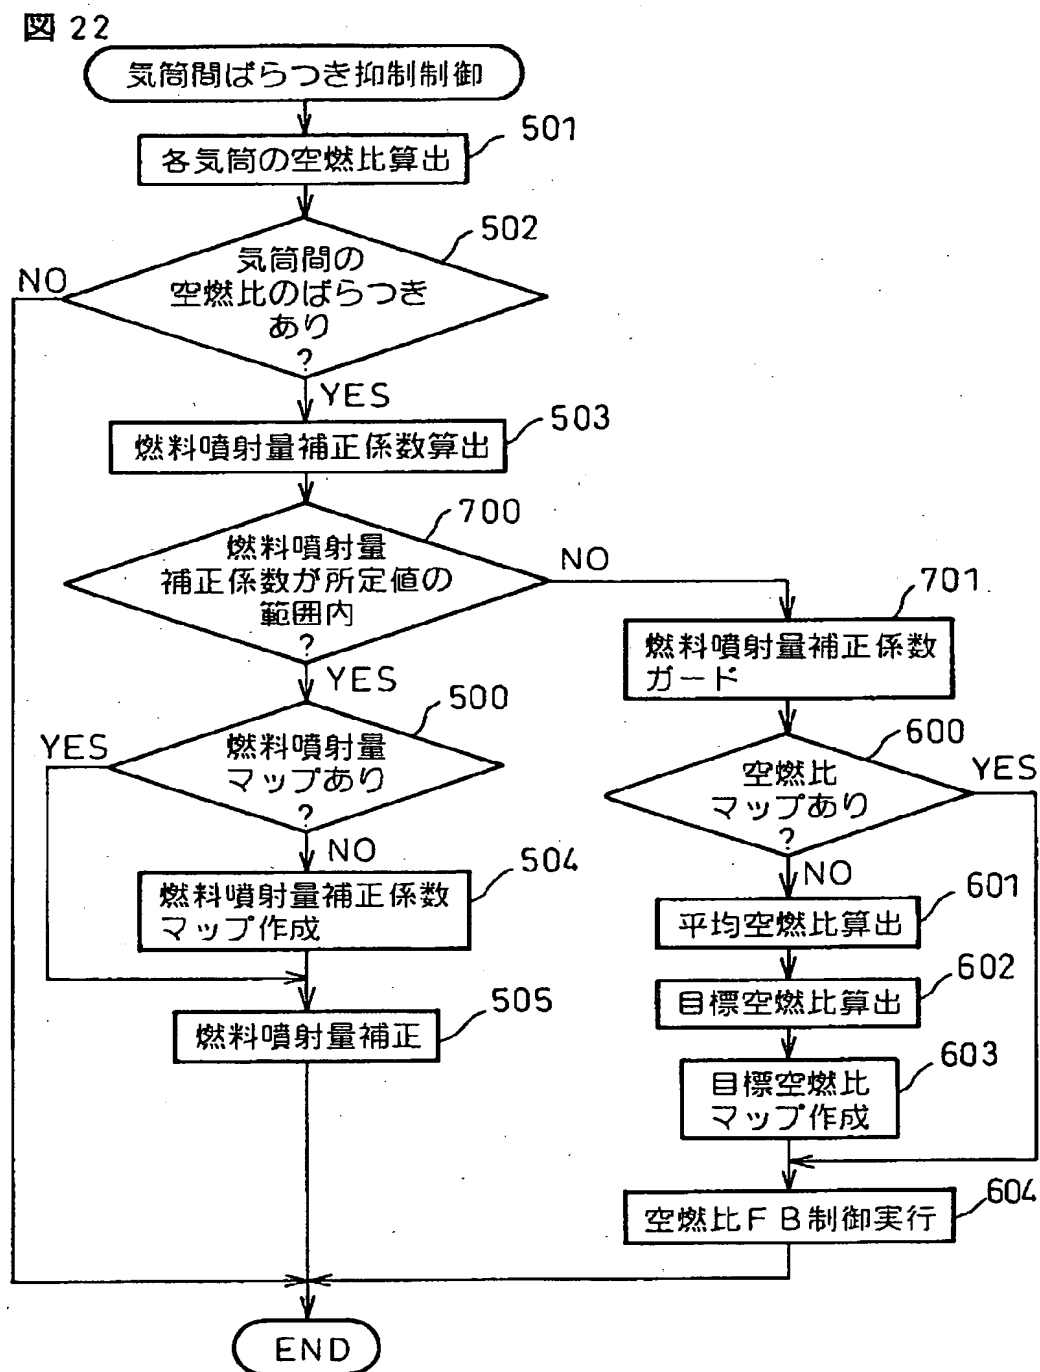 図 22
気筒間ばらつき抑制制御
501
各気筒の空燃比算出
502
気筒間の
空燃比のばらつき
あり
?
NO
YES
503
燃料噴射量補正係数算出
700
燃料噴射量
補正係数が所定値の
範囲内
?
NO
YES
701
燃料噴射量補正係数
ガード
500
燃料噴射量
マップあり
?
YES
NO
600
空燃比
マップあり
?
YES
NO
504
燃料噴射量補正係数
マップ作成
601
平均空燃比算出
602
目標空燃比算出
505
燃料噴射量補正
603
目標空燃比
マップ作成
604
空燃比FB制御実行
END